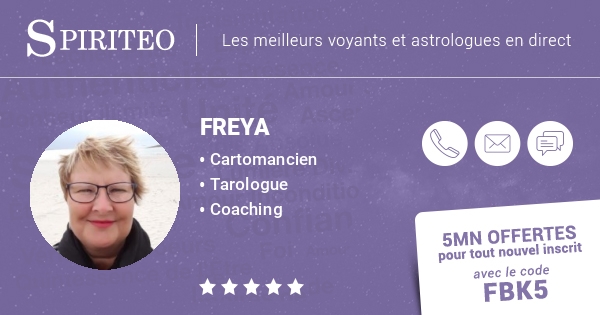 SPIRITEO
Les meilleurs voyants et astrologues en direct
FREYA
• Cartomancien
• Tarologue
• Coaching
5MN OFFERTES
pour tout nouvel inscrit
avec le code
FBK5